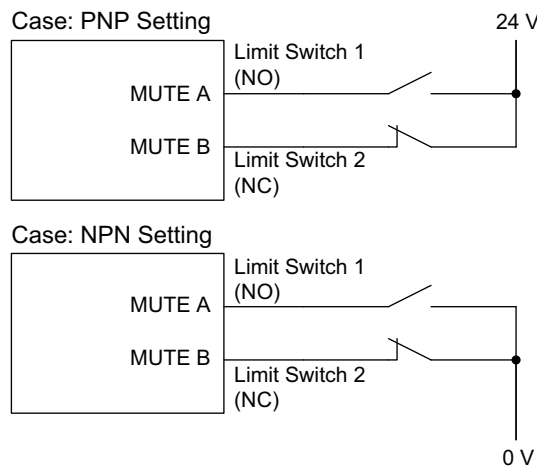 Case: PNP Setting
24 V
Limit Switch 1
(NO)
MUTE A
MUTE B
Limit Switch 2
(NC)
Case: NPN Setting
Limit Switch 1
(NO)
MUTE A
MUTE B
Limit Switch 2
(NC)
0 V